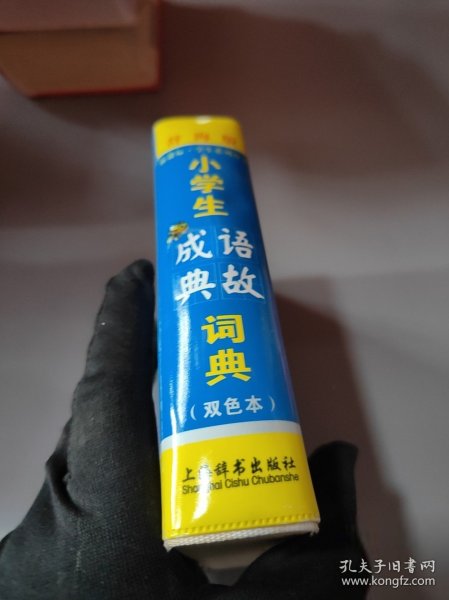 小学生
成语
典故
词典
（双色本）
上海辞书出版社
Shanghai Cishu Chubanshe
孔夫子旧书网
www.kongfz.com